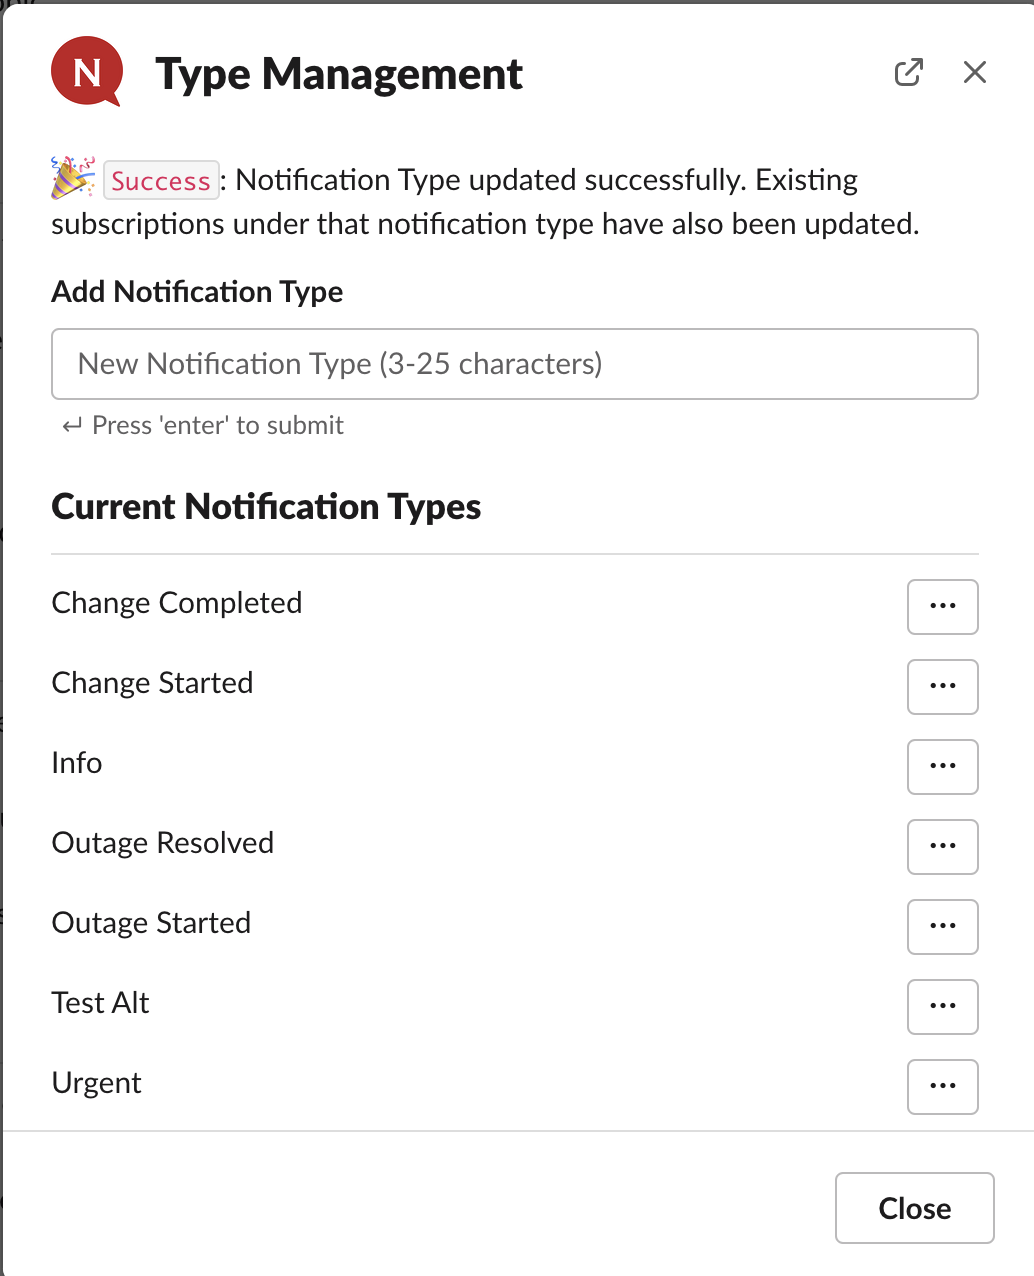 N
Type Management
Success: Notification Type updated successfully. Existing
subscriptions under that notification type have also been updated.
Add Notification Type
New Notification Type (3-25 characters)
↵ Press 'enter' to submit
Current Notification Types
Change Completed
Change Started
Info
Outage Resolved
Outage Started
Test Alt
Urgent
Close